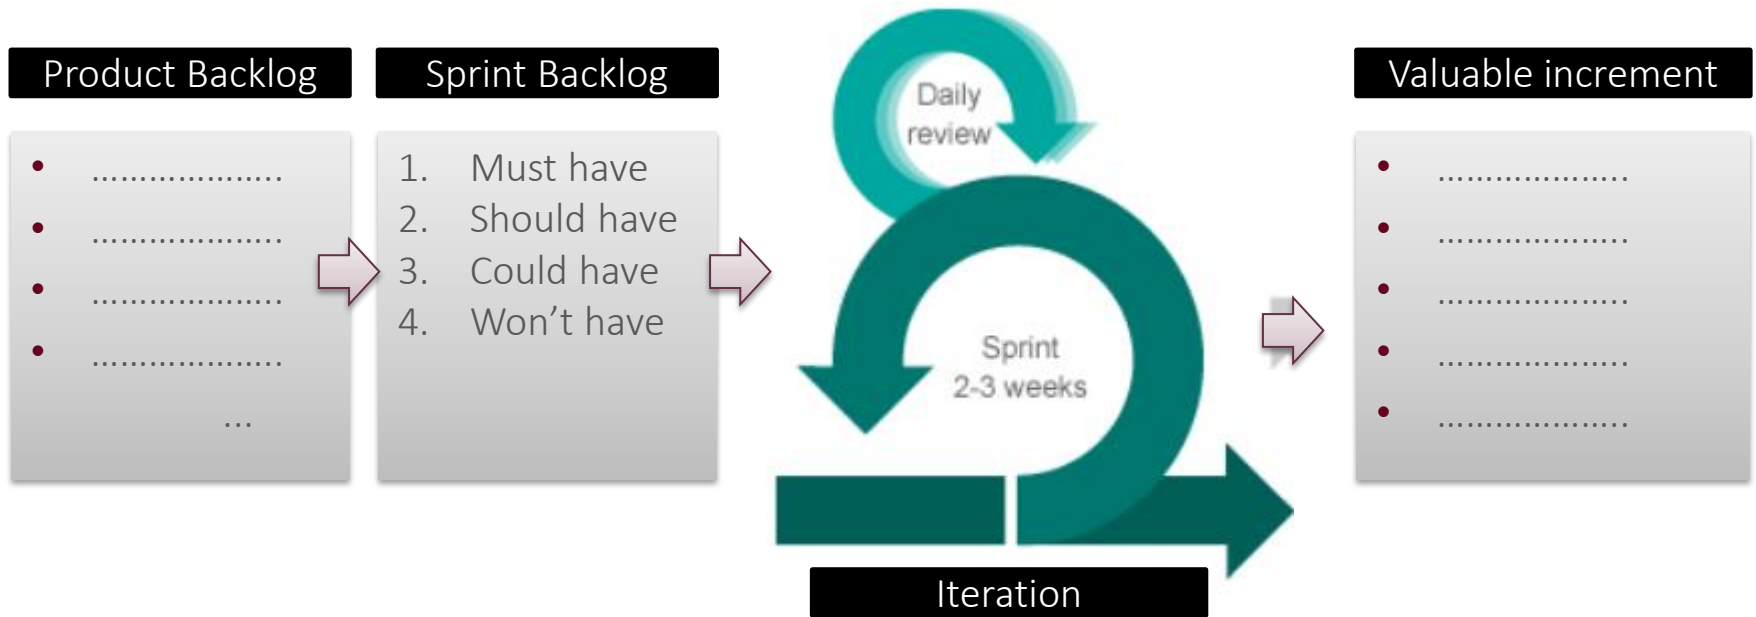 Product Backlog
• ....................
• ....................
• ....................
• ....................
...
Sprint Backlog
1. Must have
2. Should have
3. Could have
4. Won’t have
Daily
review
Sprint
2-3 weeks
Iteration
Valuable increment
• ....................
• ....................
• ....................
• ....................
• ....................